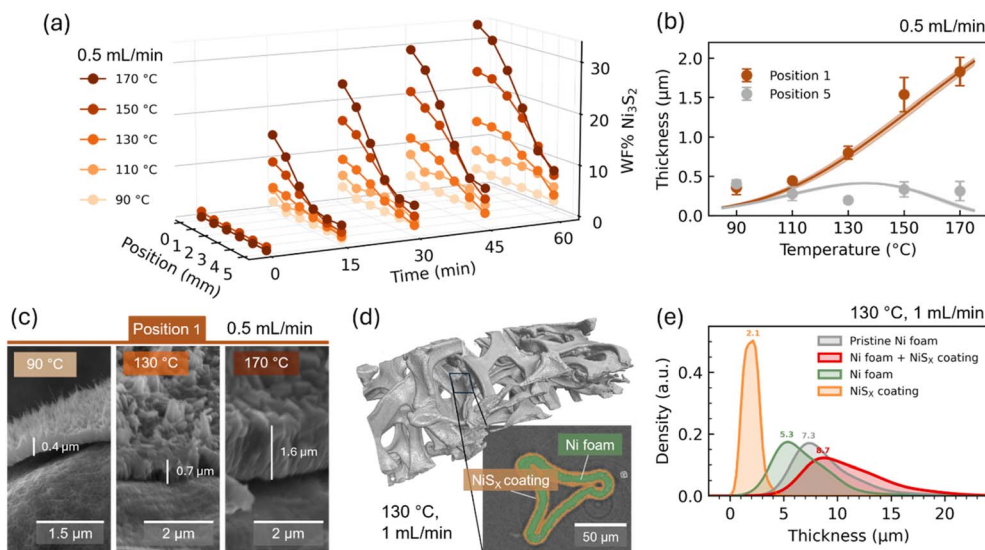 (a)
0.5 mL/min
170 °C
150 °C
130 °C
110 °C
90 °C
WF% Ni₃S₂
30
20
10
0
Position (mm)
0 1 2 3 4 5
0 15 30 45 60
Time (min)
(b)
0.5 mL/min
Thickness (µm)
2.0
1.5
1.0
0.5
0.0
Position 1
Position 5
90 110 130 150 170
Temperature (°C)
(c)
Position 1
0.5 mL/min
90 °C
130 °C
170 °C
0.4 µm
0.7 µm
1.6 µm
1.5 µm
2 µm
2 µm
(d)
Ni foam
NiSX coating
130 °C,
1 mL/min
50 µm
(e)
130 °C, 1 mL/min
Density (a.u.)
0.4
0.2
0.0
2.1
5.3
7.3
8.7
Pristine Ni foam
Ni foam + NiSX coating
Ni foam
NiSX coating
0 5 10 15 20
Thickness (µm)